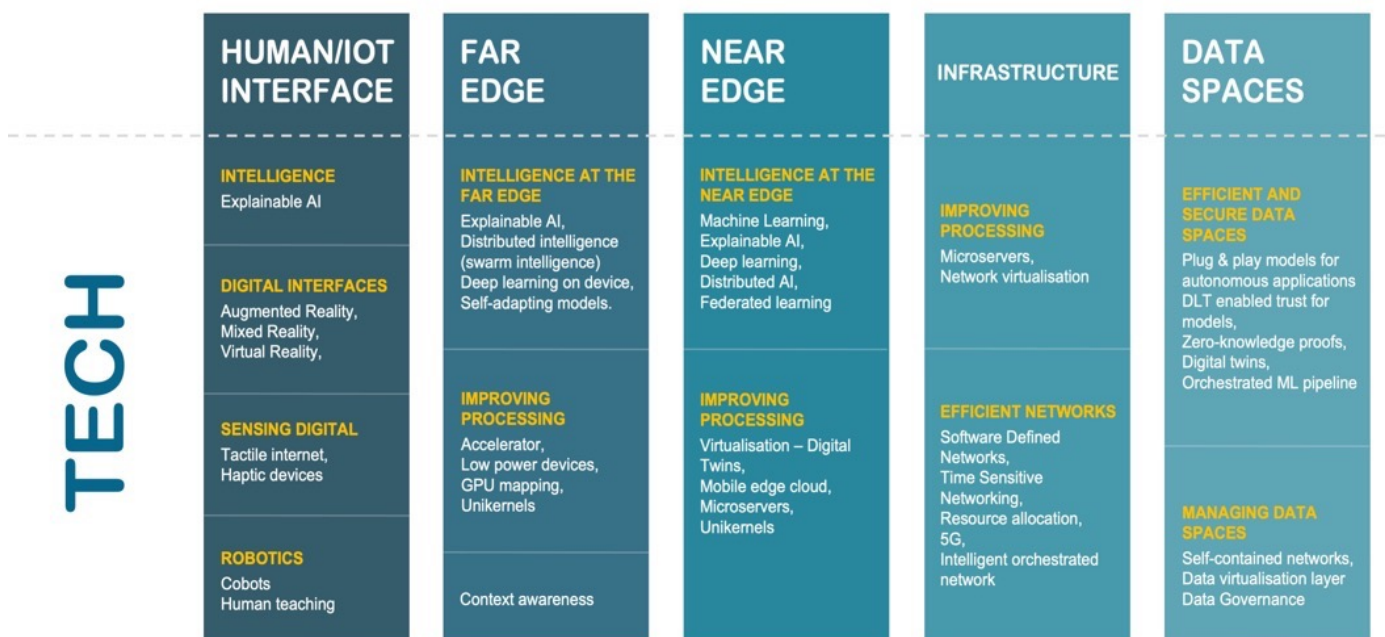 TECH
HUMAN/IOT
INTERFACE
INTELLIGENCE
Explainable AI
DIGITAL INTERFACES
Augmented Reality,
Mixed Reality,
Virtual Reality,
SENSING DIGITAL
Tactile internet,
Haptic devices
ROBOTICS
Cobots
Human teaching
FAR
EDGE
INTELLIGENCE AT THE
FAR EDGE
Explainable AI,
Distributed intelligence
(swarm intelligence)
Deep learning on device,
Self-adapting models.
IMPROVING
PROCESSING
Accelerator,
Low power devices,
GPU mapping,
Unikernels
Context awareness
NEAR
EDGE
INTELLIGENCE AT THE
NEAR EDGE
Machine Learning,
Explainable AI,
Deep learning,
Distributed AI,
Federated learning
IMPROVING
PROCESSING
Virtualisation – Digital
Twins,
Mobile edge cloud,
Microservers,
Unikernels
INFRASTRUCTURE
IMPROVING
PROCESSING
Microservers,
Network virtualisation
EFFICIENT NETWORKS
Software Defined
Networks,
Time Sensitive
Networking,
Resource allocation,
5G,
Intelligent orchestrated
network
DATA
SPACES
EFFICIENT AND
SECURE DATA
SPACES
Plug & play models for
autonomous applications
DLT enabled trust for
models,
Zero-knowledge proofs,
Digital twins,
Orchestrated ML pipeline
MANAGING DATA
SPACES
Self-contained networks,
Data virtualisation layer
Data Governance